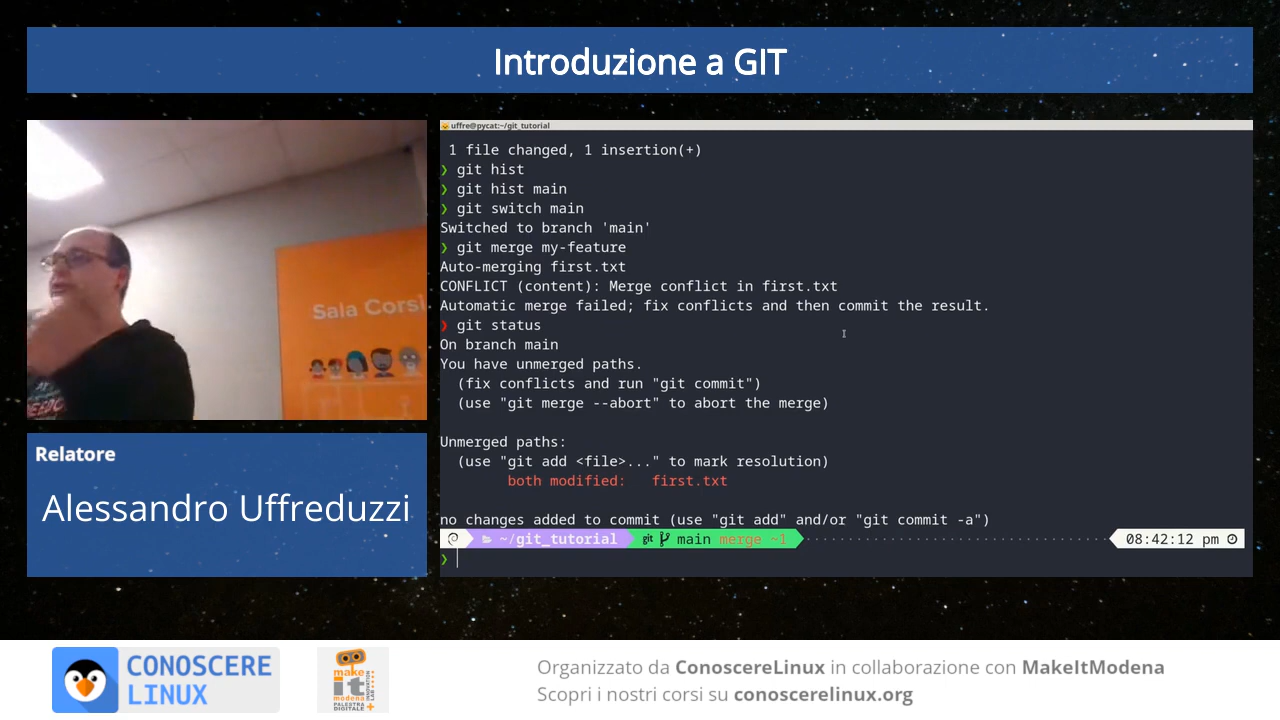 Introduzione a GIT
Sala Corsi
Relatore
Alessandro Uffreduzzi
uffre@pycat:~/git_tutorial
1 file changed, 1 insertion(+)
❯ git hist
❯ git hist main
❯ git switch main
Switched to branch 'main'
❯ git merge my-feature
Auto-merging first.txt
CONFLICT (content): Merge conflict in first.txt
Automatic merge failed; fix conflicts and then commit the result.
❯ git status
On branch main
You have unmerged paths.
(fix conflicts and run "git commit")
(use "git merge --abort" to abort the merge)
Unmerged paths:
(use "git add <file>..." to mark resolution)
both modified: first.txt
no changes added to commit (use "git add" and/or "git commit -a")
~/git_tutorial git main merge ~1 08:42:12 pm
❯
CONOSCERE
LINUX
make
it
modena
PALESTRA
DIGITALE
INNOVATION
LAB
Organizzato da ConoscereLinux in collaborazione con MakeItModena
Scopri i nostri corsi su conoscerelinux.org